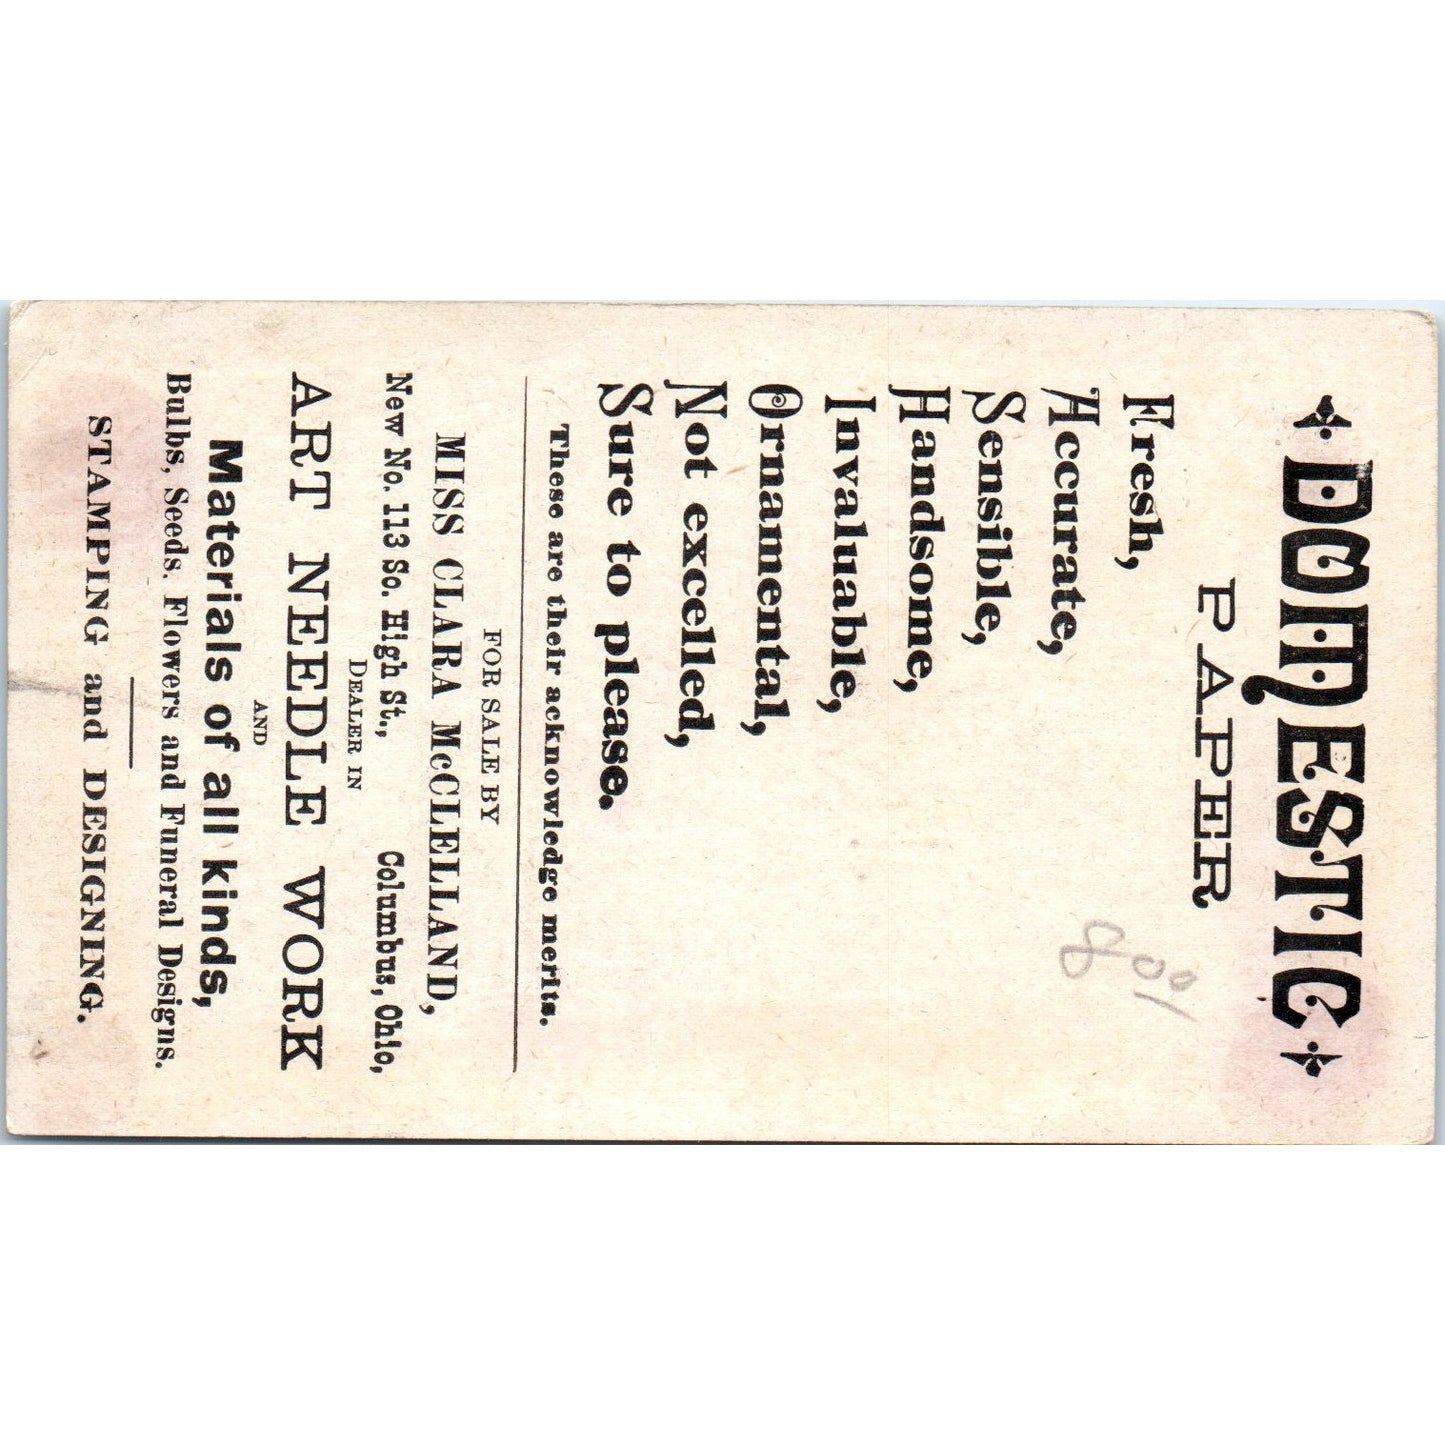 DOMESTIC
PAPER
Fresh,
Accurate,
Sensible,
Handsome,
Invaluable,
Ornamental,
Not excelled,
Sure to please.
These are their acknowledge merits.
FOR SALE BY
MISS CLARA McCLELLAND,
New No. 113 So. High St., Columbus, Ohio,
DEALER IN
ART NEEDLE WORK
AND
Materials of all kinds,
Bulbs, Seeds. Flowers and Funeral Designs.
STAMPING and DESIGNING.
8 00